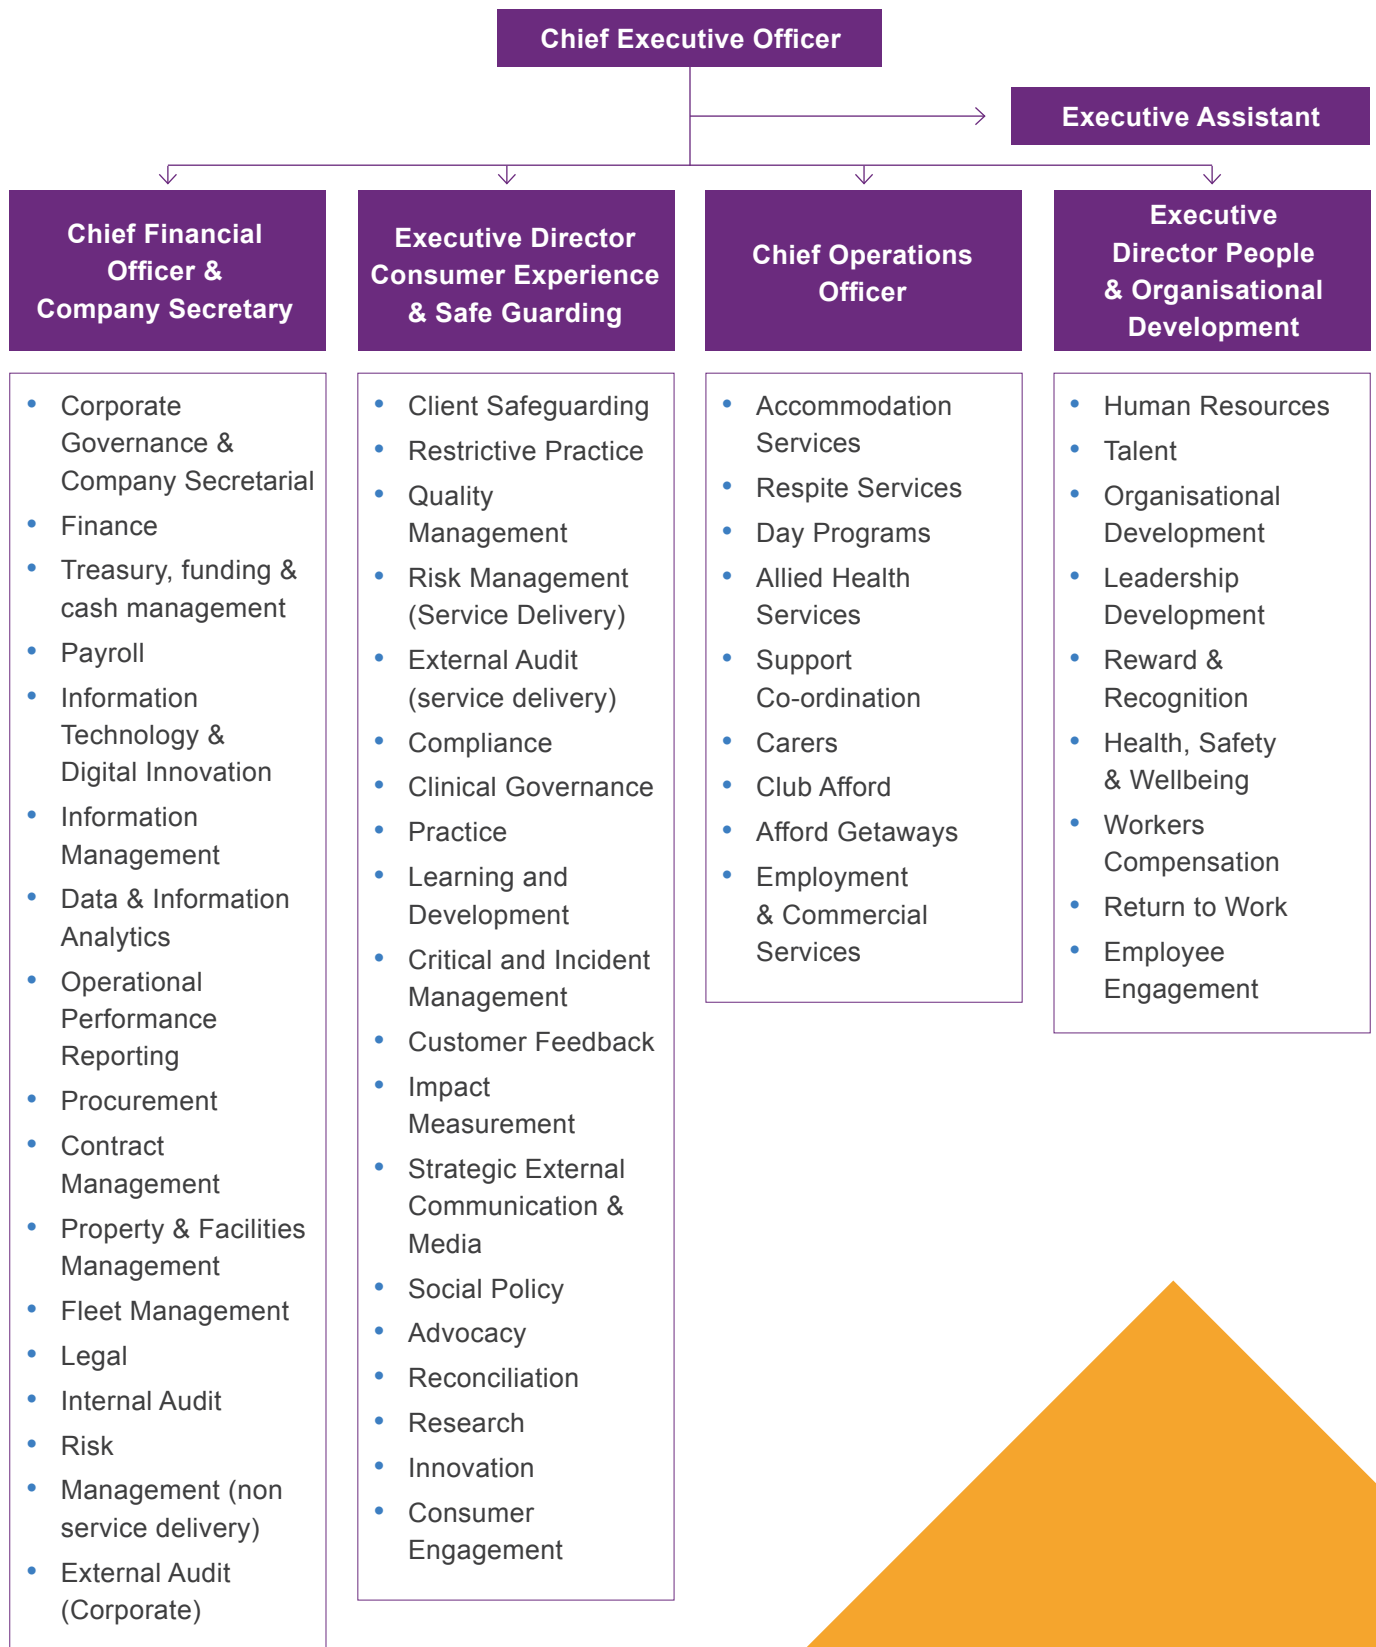 Chief Executive Officer
Executive Assistant
Chief Financial
Officer &
Company Secretary
Executive Director
Consumer Experience
& Safe Guarding
Chief Operations
Officer
Executive
Director People
& Organisational
Development
• Corporate
Governance &
Company Secretarial
• Finance
• Treasury, funding &
cash management
• Payroll
• Information
Technology &
Digital Innovation
• Information
Management
• Data & Information
Analytics
• Operational
Performance
Reporting
• Procurement
• Contract
Management
• Property & Facilities
Management
• Fleet Management
• Legal
• Internal Audit
• Risk
• Management (non
service delivery)
• External Audit
(Corporate)
• Client Safeguarding
• Restrictive Practice
• Quality
Management
• Risk Management
(Service Delivery)
• External Audit
(service delivery)
• Compliance
• Clinical Governance
• Practice
• Learning and
Development
• Critical and Incident
Management
• Customer Feedback
• Impact
Measurement
• Strategic External
Communication &
Media
• Social Policy
• Advocacy
• Reconciliation
• Research
• Innovation
• Consumer
Engagement
• Accommodation
Services
• Respite Services
• Day Programs
• Allied Health
Services
• Support
Co-ordination
• Carers
• Club Afford
• Afford Getaways
• Employment
& Commercial
Services
• Human Resources
• Talent
• Organisational
Development
• Leadership
Development
• Reward &
Recognition
• Health, Safety
& Wellbeing
• Workers
Compensation
• Return to Work
• Employee
Engagement